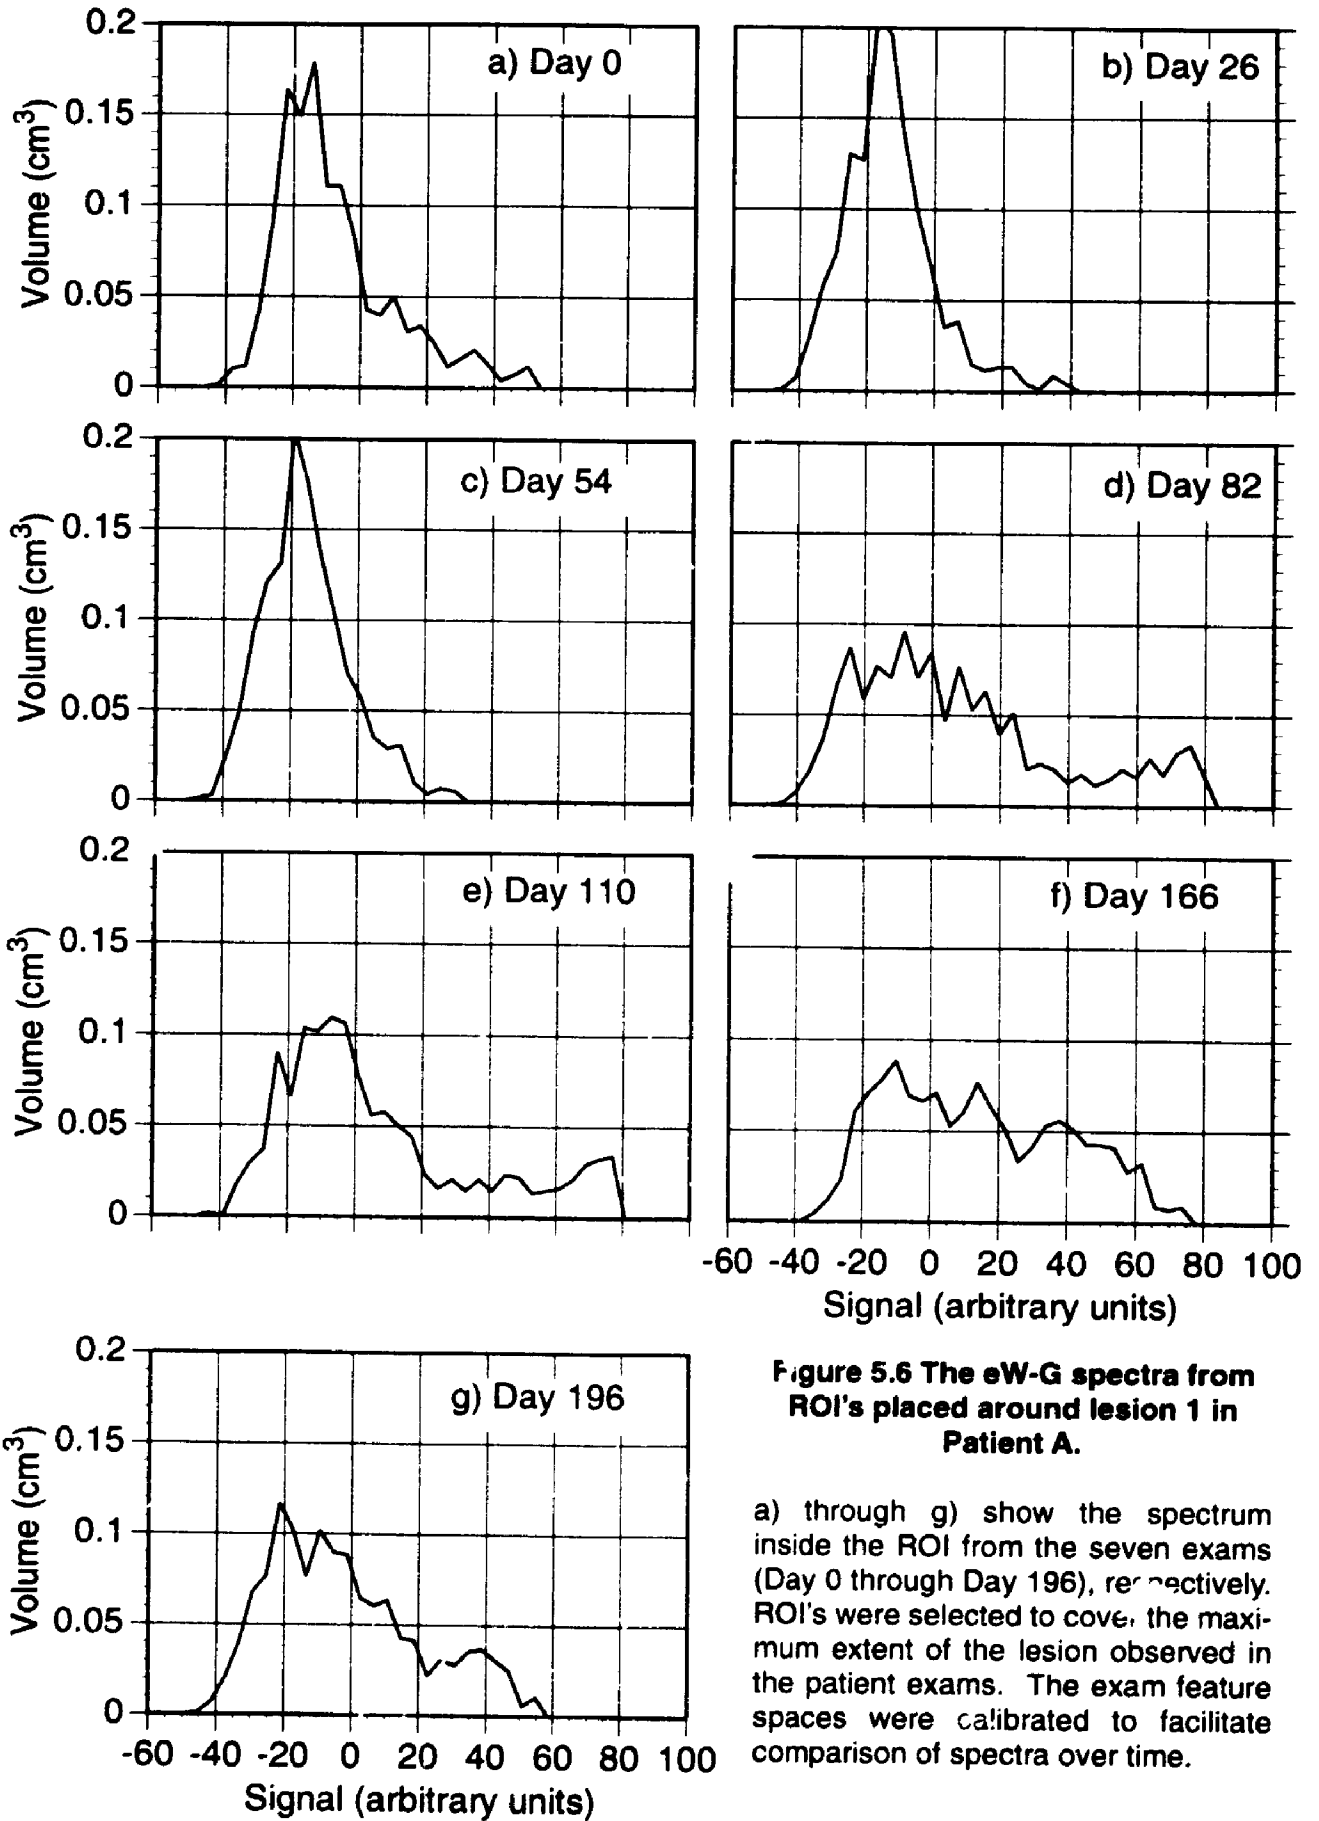 0.2
0.15
0.1
0.05
0
Volume (cm³)
a) Day 0
b) Day 26
0.2
0.15
0.1
0.05
0
Volume (cm³)
c) Day 54
d) Day 82
0.2
0.15
0.1
0.05
0
Volume (cm³)
e) Day 110
f) Day 166
-60 -40 -20 0 20 40 60 80 100
Signal (arbitrary units)
0.2
0.15
0.1
0.05
0
Volume (cm³)
g) Day 196
-60 -40 -20 0 20 40 60 80 100
Signal (arbitrary units)
Figure 5.6 The eW-G spectra from
ROI's placed around lesion 1 in
Patient A.
a) through g) show the spectrum
inside the ROI from the seven exams
(Day 0 through Day 196), respectively.
ROI's were selected to cover the maxi-
mum extent of the lesion observed in
the patient exams. The exam feature
spaces were calibrated to facilitate
comparison of spectra over time.